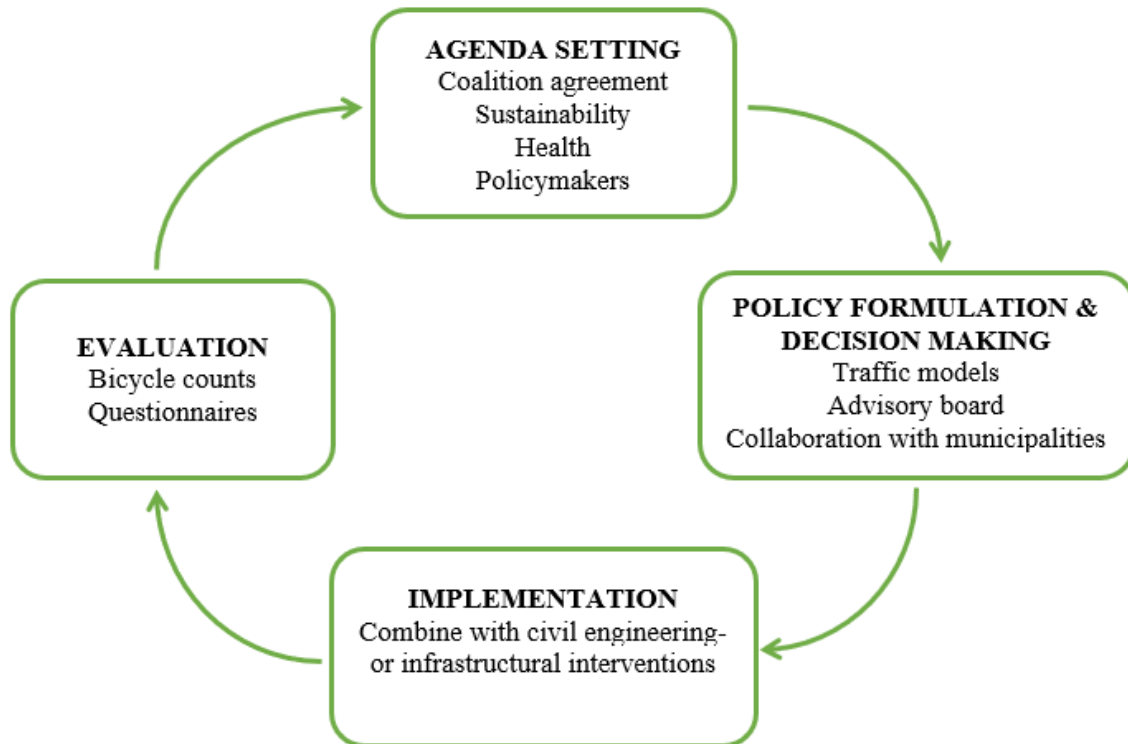 AGENDA SETTING
Coalition agreement
Sustainability
Health
Policymakers
POLICY FORMULATION &
DECISION MAKING
Traffic models
Advisory board
Collaboration with municipalities
IMPLEMENTATION
Combine with civil engineering-
or infrastructural interventions
EVALUATION
Bicycle counts
Questionnaires